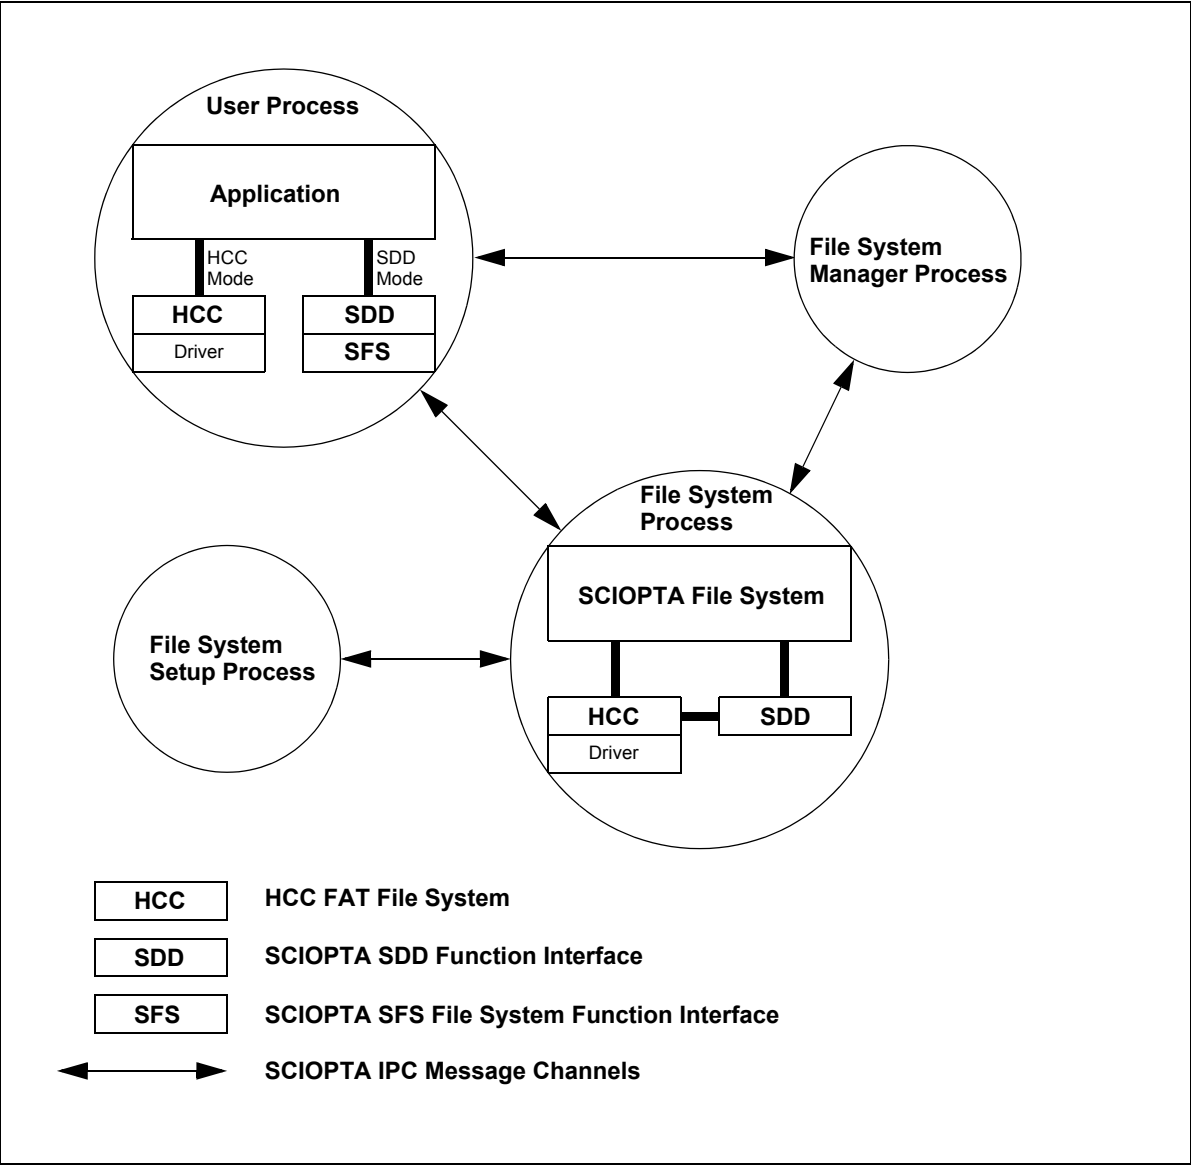 User Process
Application
HCC
Mode
SDD
Mode
HCC
Driver
SDD
SFS
File System
Manager Process
File System
Process
SCIOPTA File System
HCC
Driver
SDD
File System
Setup Process
HCC
HCC FAT File System
SDD
SCIOPTA SDD Function Interface
SFS
SCIOPTA SFS File System Function Interface
SCIOPTA IPC Message Channels